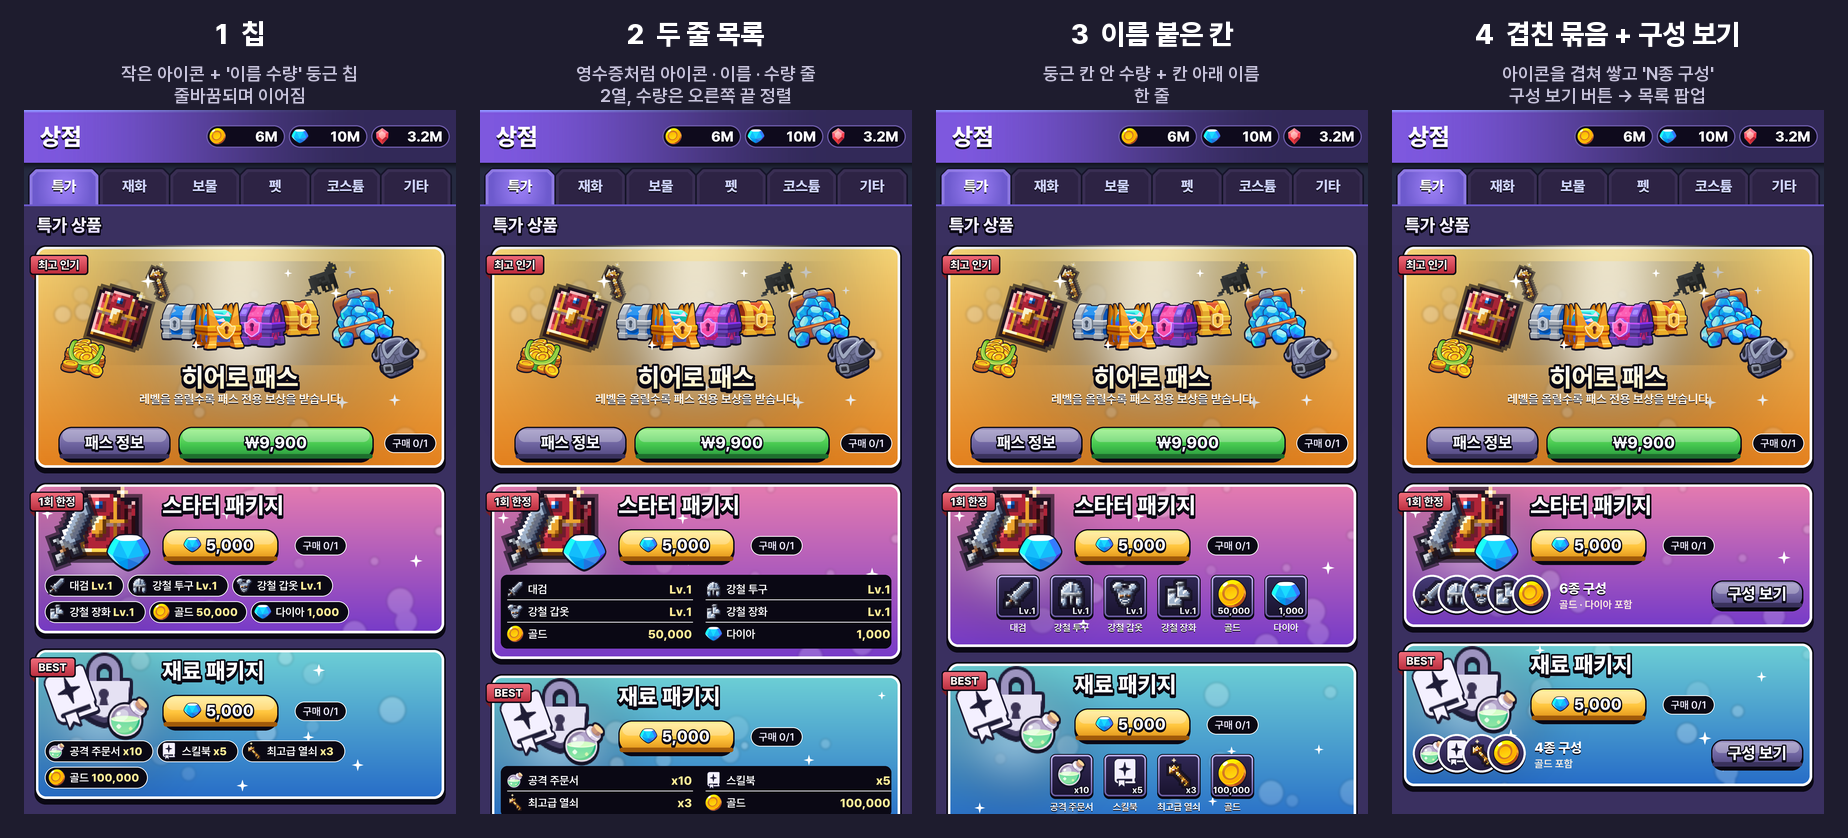 1 칩
작은 아이콘 + '이름 수량' 둥근 칩
줄바꿈되며 이어짐
상점
6M
10M
3.2M
특가
재화
보물
펫
코스튬
기타
특가 상품
최고 인기
히어로 패스
레벨을 올릴수록 패스 전용 보상을 받습니다
패스 정보
₩9,900
구매 0/1
1회 한정
스타터 패키지
5,000
구매 0/1
대검 Lv.1
강철 투구 Lv.1
강철 갑옷 Lv.1
강철 장화 Lv.1
골드 50,000
다이아 1,000
BEST
재료 패키지
5,000
구매 0/1
공격 주문서 x10
스킬북 x5
최고급 열쇠 x3
골드 100,000
2 두 줄 목록
영수증처럼 아이콘 · 이름 · 수량 줄
2열, 수량은 오른쪽 끝 정렬
상점
6M
10M
3.2M
특가
재화
보물
펫
코스튬
기타
특가 상품
최고 인기
히어로 패스
레벨을 올릴수록 패스 전용 보상을 받습니다
패스 정보
₩9,900
구매 0/1
1회 한정
스타터 패키지
5,000
구매 0/1
대검 Lv.1
강철 투구 Lv.1
강철 갑옷 Lv.1
강철 장화 Lv.1
골드 50,000
다이아 1,000
BEST
재료 패키지
5,000
구매 0/1
공격 주문서 x10
스킬북 x5
최고급 열쇠 x3
골드 100,000
3 이름 붙은 칸
둥근 칸 안 수량 + 칸 아래 이름
한 줄
상점
6M
10M
3.2M
특가
재화
보물
펫
코스튬
기타
특가 상품
최고 인기
히어로 패스
레벨을 올릴수록 패스 전용 보상을 받습니다
패스 정보
₩9,900
구매 0/1
1회 한정
스타터 패키지
5,000
구매 0/1
Lv.1
Lv.1
Lv.1
Lv.1
50,000
1,000
대검
강철 투구
강철 갑옷
강철 장화
골드
다이아
BEST
재료 패키지
5,000
구매 0/1
x10
x5
x3
100,000
공격 주문서
스킬북
최고급 열쇠
골드
4 겹친 묶음 + 구성 보기
아이콘을 겹쳐 쌓고 'N종 구성'
구성 보기 버튼 → 목록 팝업
상점
6M
10M
3.2M
특가
재화
보물
펫
코스튬
기타
특가 상품
최고 인기
히어로 패스
레벨을 올릴수록 패스 전용 보상을 받습니다
패스 정보
₩9,900
구매 0/1
1회 한정
스타터 패키지
5,000
구매 0/1
6종 구성
골드 · 다이아 포함
구성 보기
BEST
재료 패키지
5,000
구매 0/1
4종 구성
골드 포함
구성 보기